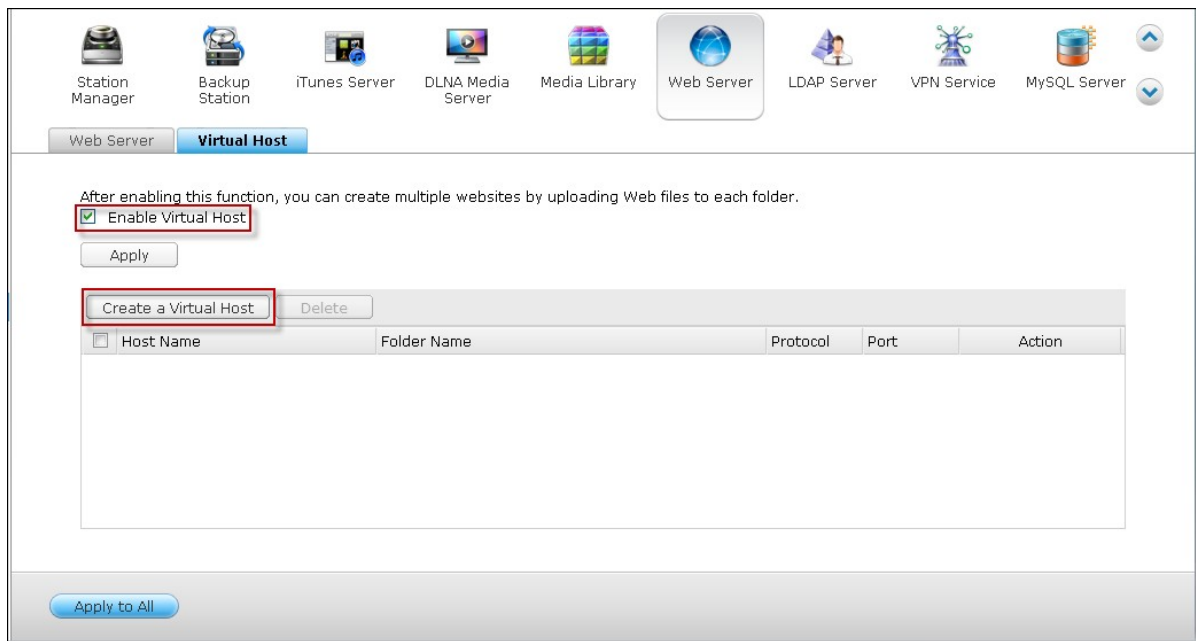 Station Manager
Backup Station
iTunes Server
DLNA Media Server
Media Library
Web Server
LDAP Server
VPN Service
MySQL Server
Web Server
Virtual Host
After enabling this function, you can create multiple websites by uploading Web files to each folder.
Enable Virtual Host
Apply
Create a Virtual Host
Delete
Host Name
Folder Name
Protocol
Port
Action
Apply to All